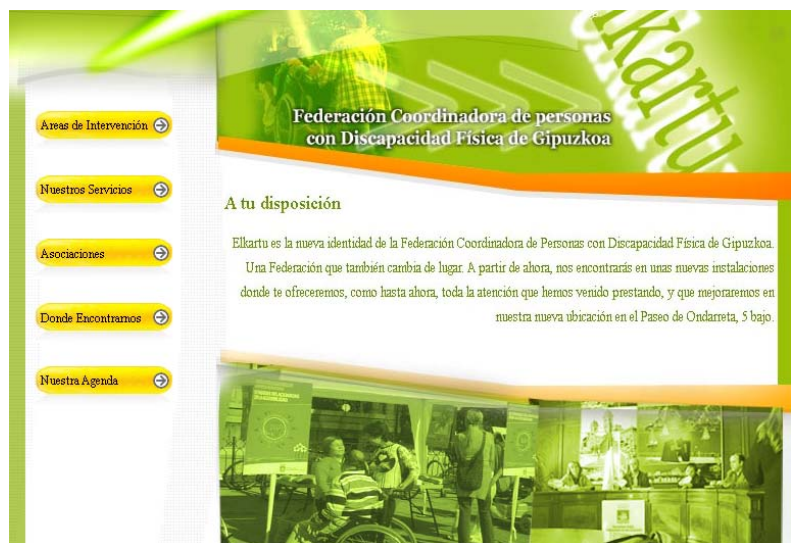 Elkartu
Federación Coordinadora de personas
con Discapacidad Física de Gipuzkoa
Areas de Intervención
Nuestros Servicios
Asociaciones
Donde Encontrarnos
Nuestra Agenda
A tu disposición
Elkartu es la nueva identidad de la Federación Coordinadora de Personas con Discapacidad Física de Gipuzkoa.
Una Federación que también cambia de lugar. A partir de ahora, nos encontrarás en unas nuevas instalaciones
donde te ofreceremos, como hasta ahora, toda la atención que hemos venido prestando, y que mejoraremos en
nuestra nueva ubicación en el Paseo de Ondarreta, 5 bajo.